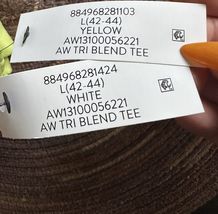 884968281103
L(42-44)
YELLOW
AW13100056221
AW TRI BLEND TEE
884968281424
L(42-44)
WHITE
AW13100056221
AW TRI BLEND TEE